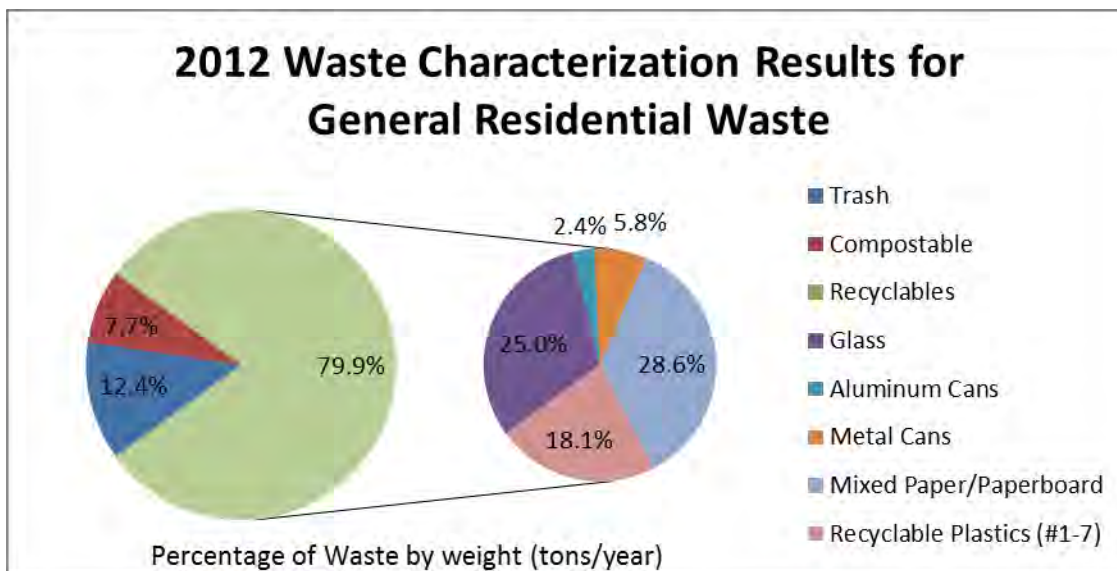 2012 Waste Characterization Results for
General Residential Waste
7.7%
12.4%
79.9%
2.4%
5.8%
25.0%
28.6%
18.1%
Trash
Compostable
Recyclables
Glass
Aluminum Cans
Metal Cans
Mixed Paper/Paperboard
Recyclable Plastics (#1-7)
Percentage of Waste by weight (tons/year)